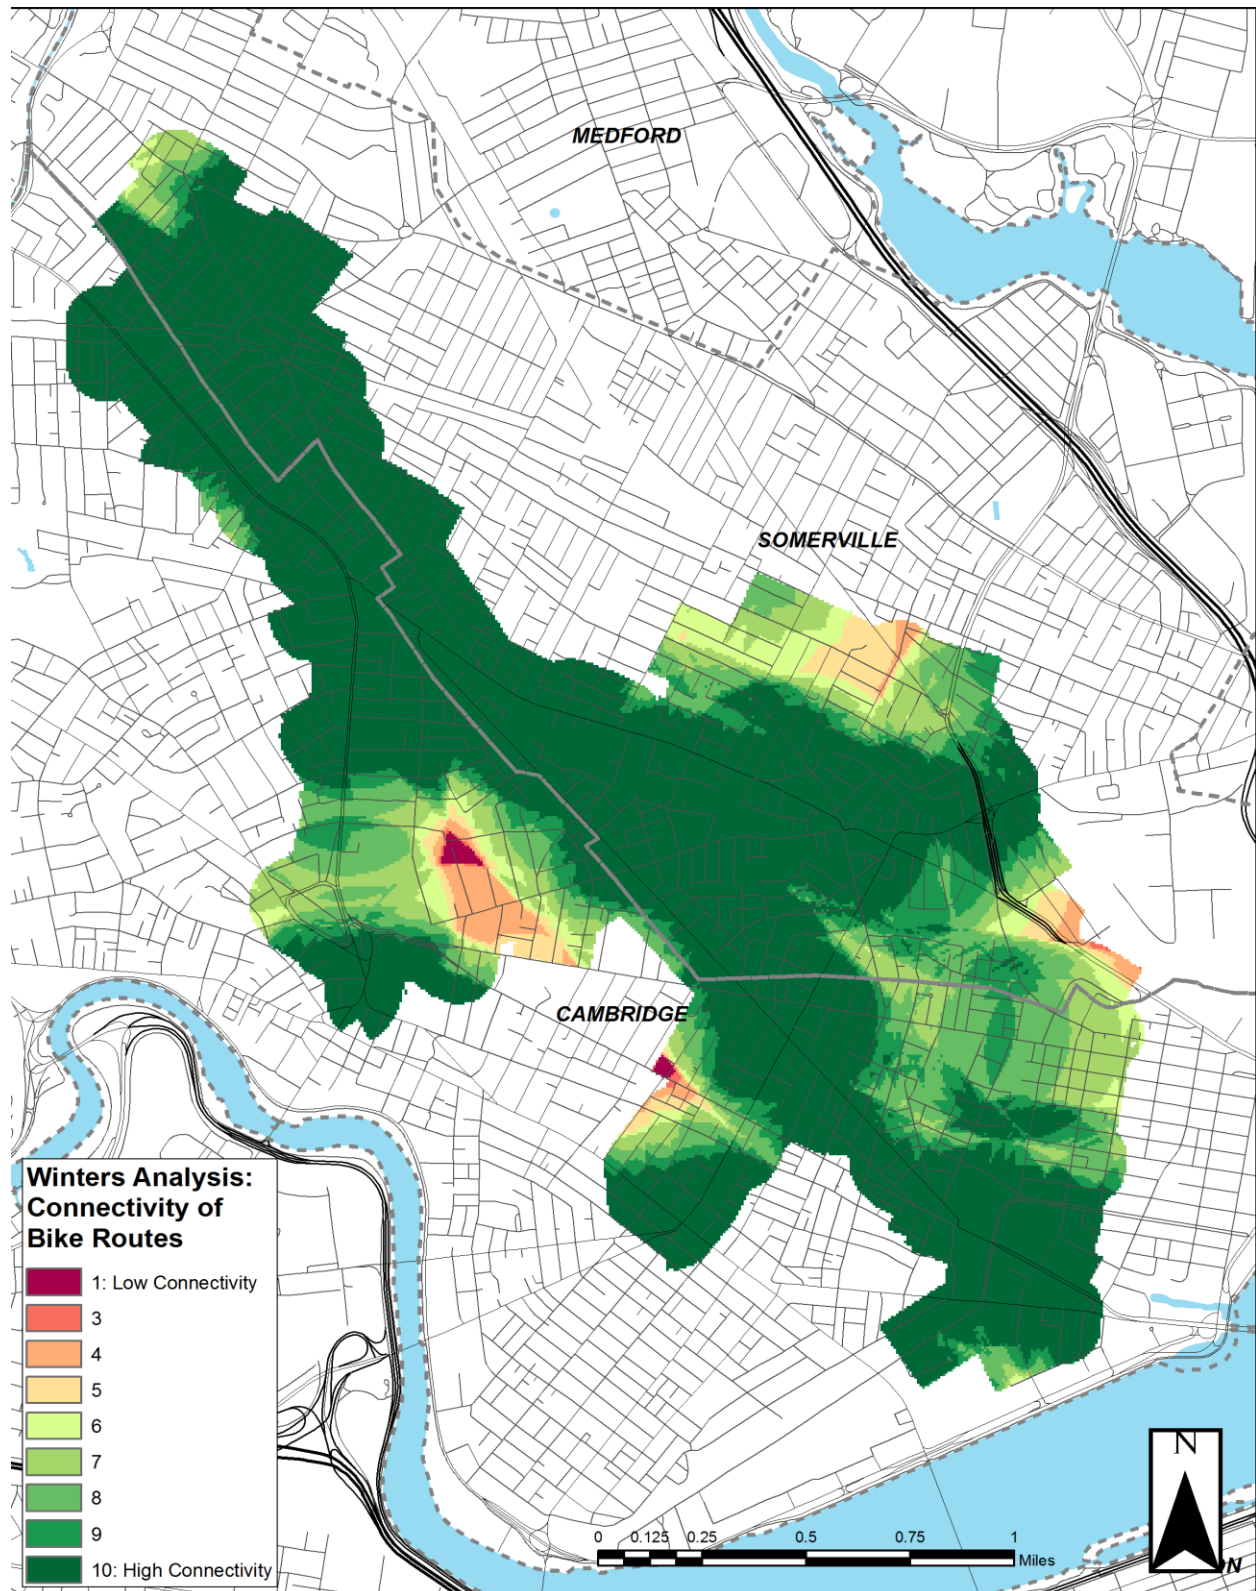 MEDFORD
SOMERVILLE
CAMBRIDGE
Winters Analysis:
Connectivity of
Bike Routes
1: Low Connectivity
3
4
5
6
7
8
9
10: High Connectivity
0 0.125 0.25 0.5 0.75 1
Miles
N